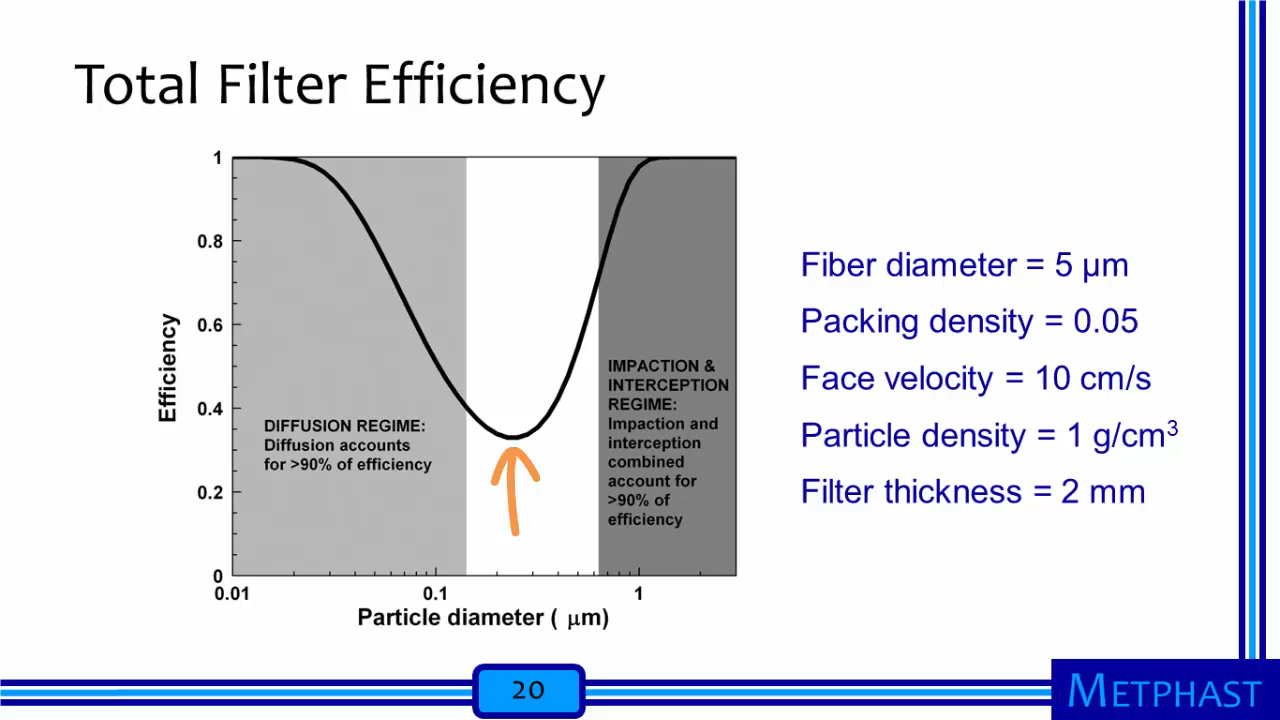 Total Filter Efficiency
1
0.8
0.6
0.4
0.2
0
Efficiency
DIFFUSION REGIME:
Diffusion accounts
for >90% of efficiency
IMPACTION &
INTERCEPTION
REGIME:
Impaction and
interception
combined
account for
>90% of
efficiency
0.01 0.1 1
Particle diameter ( μm)
Fiber diameter = 5 μm
Packing density = 0.05
Face velocity = 10 cm/s
Particle density = 1 g/cm³
Filter thickness = 2 mm
20
METPHAST